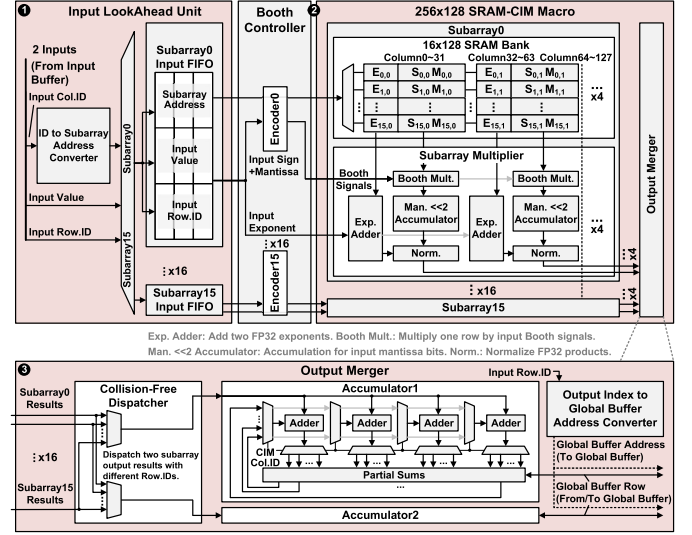 1 Input LookAhead Unit
2 Inputs
(From Input
Buffer)
Input Col.ID
ID to Subarray
Address
Converter
Input Value
Input Row.ID
Subarray0
Subarray15
Subarray0
Input FIFO
Subarray
Address
Input
Value
Input
Row.ID
⋮x16
Subarray15
Input FIFO
Booth
Controller
Encoder0
Input Sign
+Mantissa
Input
Exponent
⋮x16
Encoder15
2 256x128 SRAM-CIM Macro
Subarray0
16x128 SRAM Bank
Column0~31 Column32~63 Column64~127
E0,0 S0,0 M0,0 E0,1 S0,1 M0,1
E1,0 S1,0 M1,0 E1,1 S1,1 M1,1
⋮ ⋮ ⋮ ⋮
E15,0 S15,0 M15,0 E15,1 S15,1 M15,1
...
x4
Subarray Multiplier
Booth
Signals
Booth Mult. Booth Mult.
Man. <<2
Accumulator
Man. <<2
Accumulator
Exp.
Adder
Exp.
Adder
Norm. Norm.
...
x4
⋮x4
⋮x16
⋮x4
Subarray15
Output Merger
Exp. Adder: Add two FP32 exponents. Booth Mult.: Multiply one row by input Booth signals.
Man. <<2 Accumulator: Accumulation for input mantissa bits. Norm.: Normalize FP32 products.
3 Output Merger
Subarray0
Results
⋮x16
Subarray15
Results
Collision-Free
Dispatcher
Dispatch two subarray
output results with
different Row.IDs.
Accumulator1
Adder Adder Adder Adder
CIM
Col.ID
... ... ... ...
Partial Sums
...
Accumulator2
Input Row.ID
Output Index to
Global Buffer
Address Converter
Global Buffer Address
(To Global Buffer)
Global Buffer Row
(From/To Global Buffer)